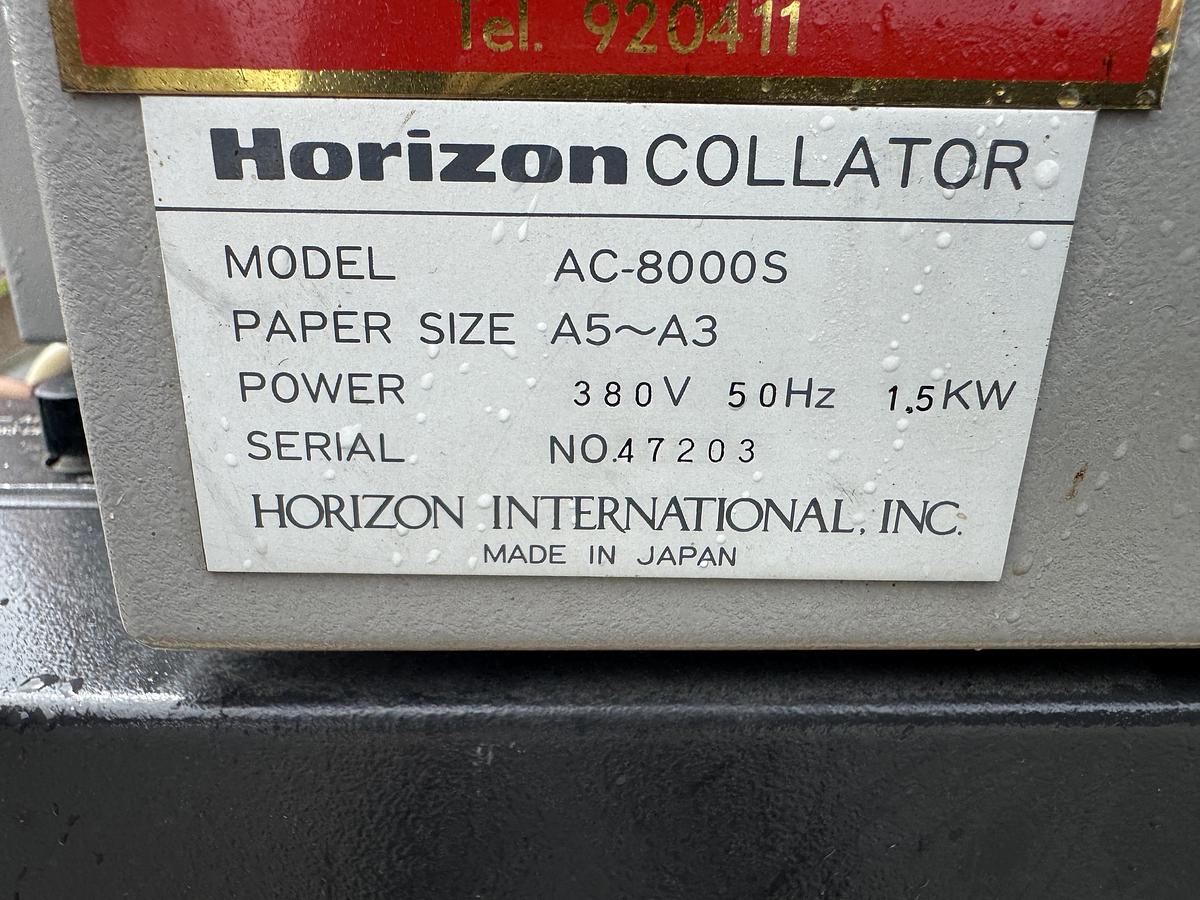 Tel. 920411
Horizon COLLATOR
MODEL AC-8000S
PAPER SIZE A5~A3
POWER 380V 50Hz 1.5KW
SERIAL NO.47203
HORIZON INTERNATIONAL, INC.
MADE IN JAPAN